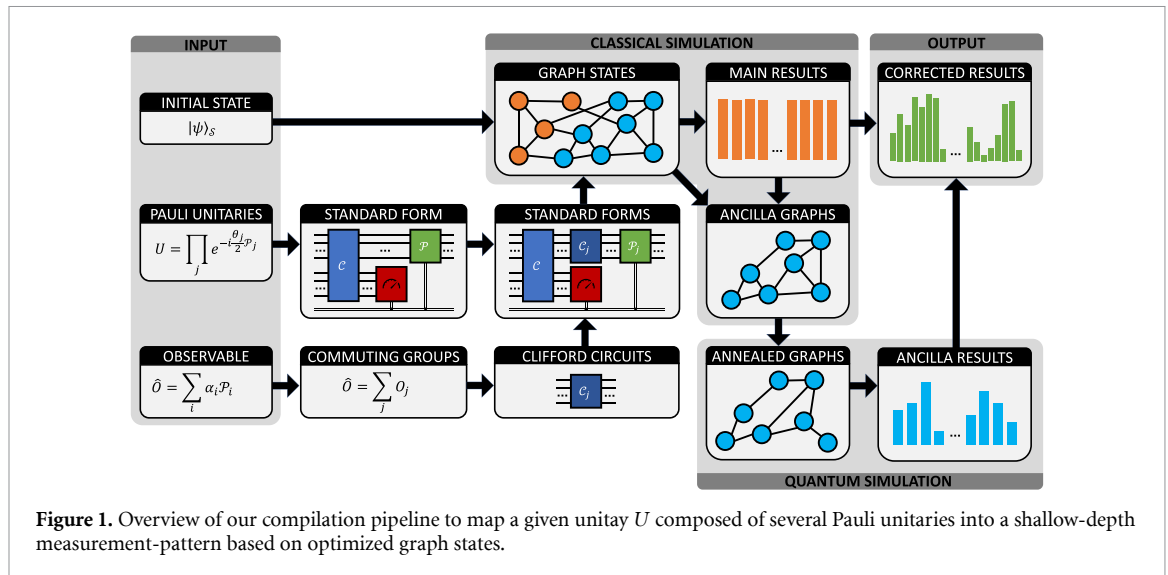 INPUT
CLASSICAL SIMULATION
OUTPUT
INITIAL STATE
|ψ⟩_S
GRAPH STATES
MAIN RESULTS
...
CORRECTED RESULTS
...
PAULI UNITARIES
U = ∏_j e^{-i θ_j/2 P_j}
STANDARD FORM
C
P
...
STANDARD FORMS
C
C_j
P_j
...
ANCILLA GRAPHS
OBSERVABLE
Ô = ∑_i α_i P_i
COMMUTING GROUPS
Ô = ∑_j O_j
CLIFFORD CIRCUITS
... C_j ...
ANNEALED GRAPHS
ANCILLA RESULTS
...
QUANTUM SIMULATION
Figure 1. Overview of our compilation pipeline to map a given unitay U composed of several Pauli unitaries into a shallow-depth
measurement-pattern based on optimized graph states.